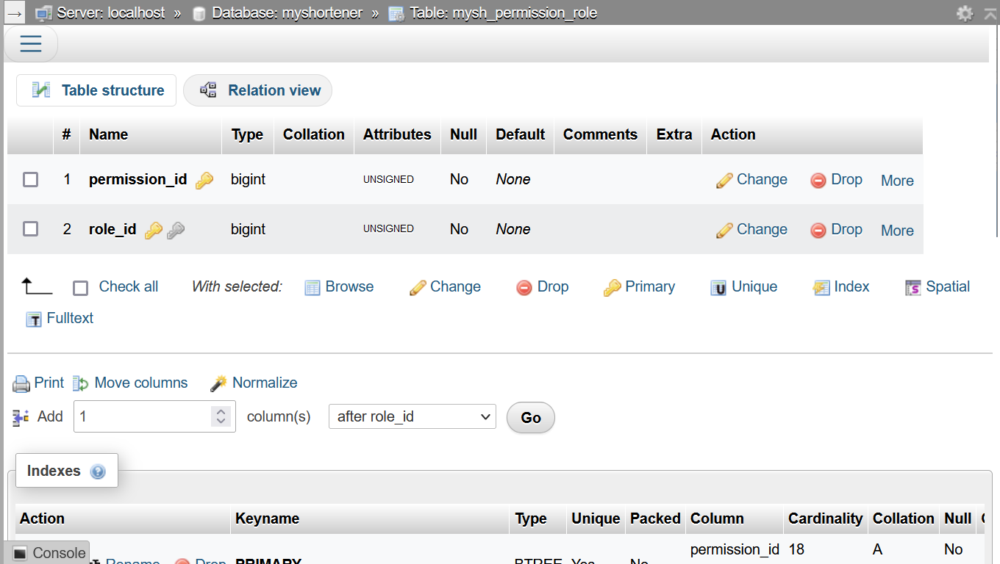 Server: localhost » Database: myshortener » Table: mysh_permission_role
Table structure Relation view
# Name Type Collation Attributes Null Default Comments Extra Action
1 permission_id bigint UNSIGNED No None Change Drop More
2 role_id bigint UNSIGNED No None Change Drop More
Check all With selected: Browse Change Drop Primary Unique Index Spatial
Fulltext
Print Move columns Normalize
Add 1 column(s) after role_id Go
Indexes
Action Keyname Type Unique Packed Column Cardinality Collation Null
permission_id 18 A No
Console Rename Drop PRIMARY BTREE Yes No